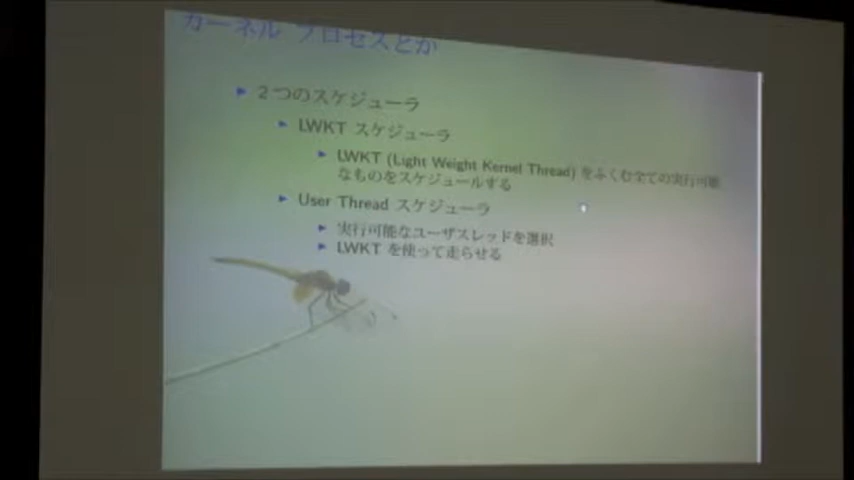 カーネル プロセスとか
2つのスケジューラ
LWKT スケジューラ
LWKT (Light Weight Kernel Thread) をふくむ全ての実行可能
なものをスケジュールする
User Thread スケジューラ
実行可能なユーザスレッドを選択
LWKT を使って走らせる